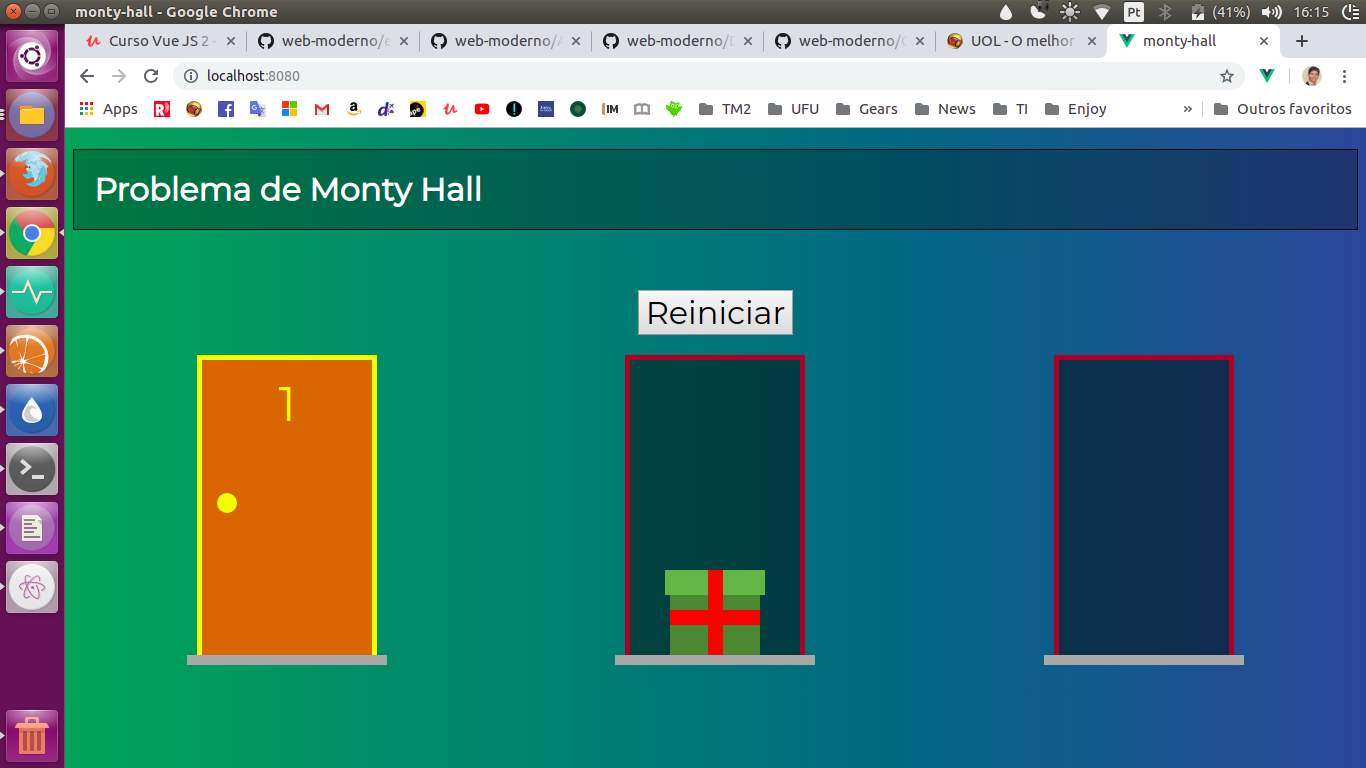 monty-hall - Google Chrome
Pt
(41%)
16:15
Curso Vue JS 2 -
web-moderno/e
web-moderno/A
web-moderno/D
web-moderno/C
UOL - O melhor
monty-hall
localhost:8080
Apps
TM2
UFU
Gears
News
TI
Enjoy
»
Outros favoritos
Problema de Monty Hall
Reiniciar
1